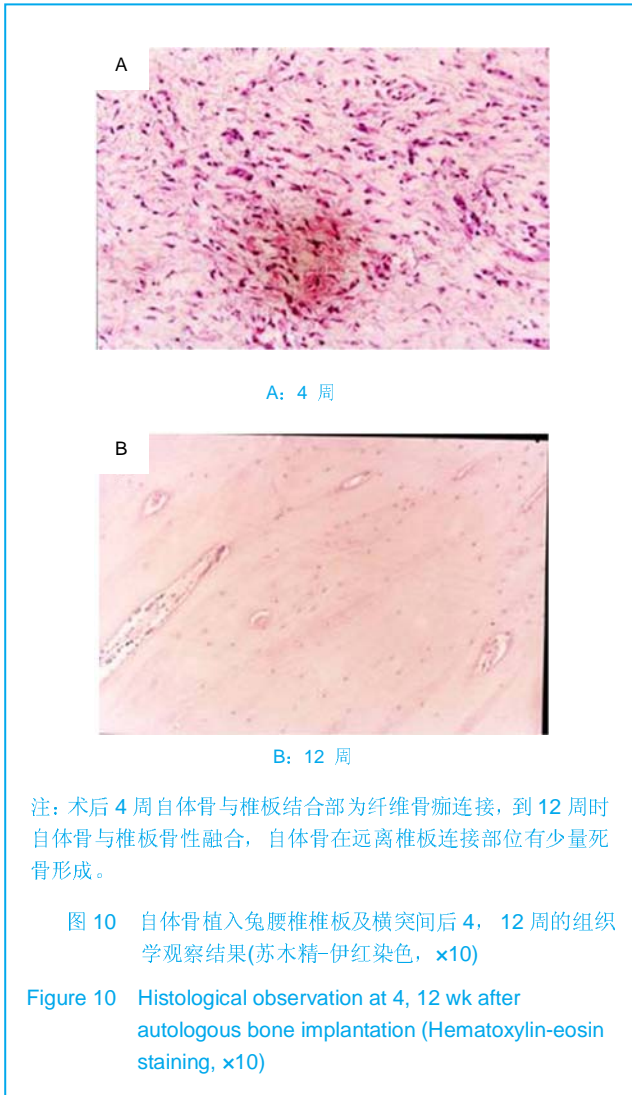 A
A：4 周
B
B：12 周
注：术后 4 周自体骨与椎板结合部为纤维骨痂连接，到 12 周时
自体骨与椎板骨性融合，自体骨在远离椎板连接部位有少量死
骨形成。
图 10 自体骨植入兔腰椎椎板及横突间后 4， 12 周的组织
学观察结果(苏木精-伊红染色，×10)
Figure 10 Histological observation at 4, 12 wk after
autologous bone implantation (Hematoxylin-eosin
staining, ×10)